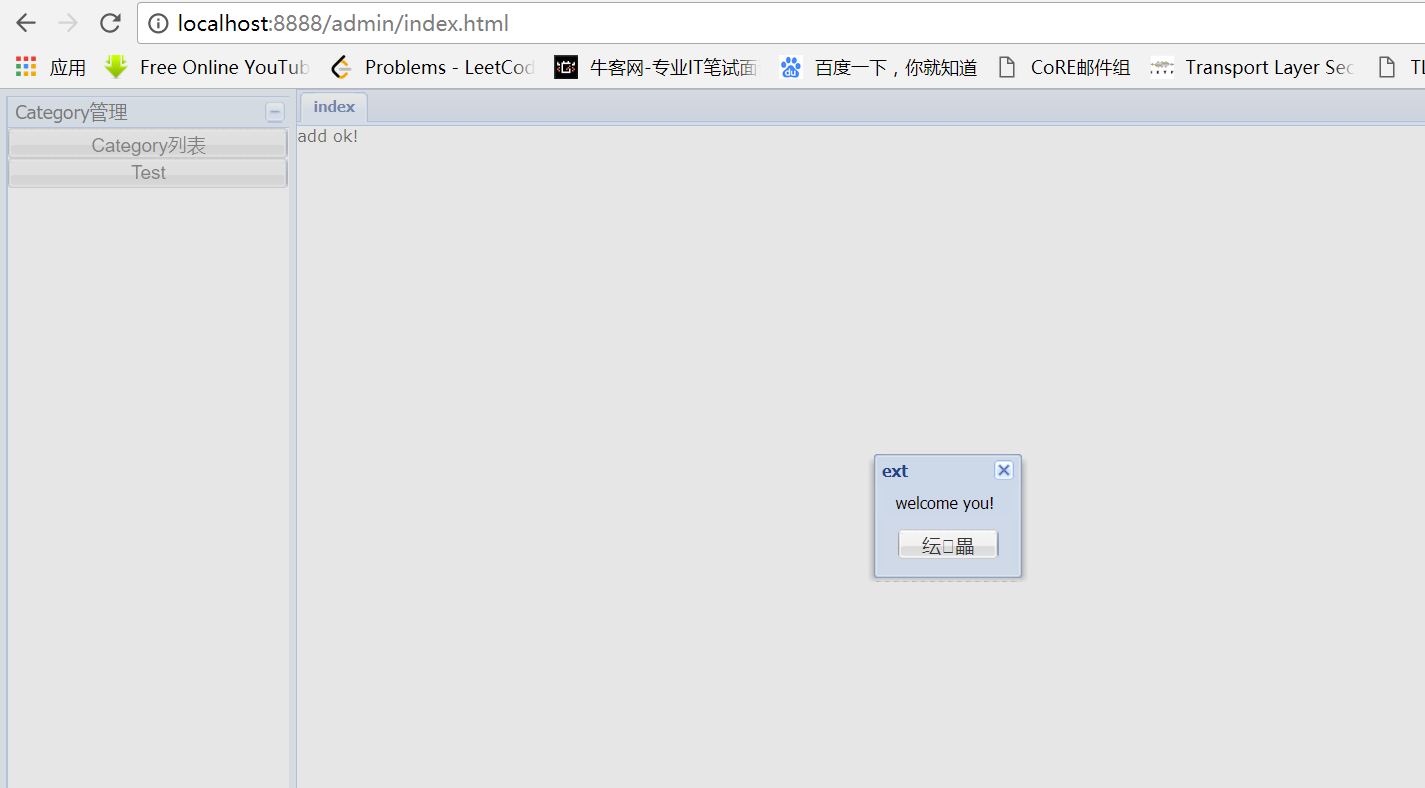 localhost:8888/admin/index.html
应用 Free Online YouTub Problems - LeetCod 牛客网-专业IT笔试面 百度一下，你就知道 CoRE邮件组 Transport Layer Sec TL
Category管理
index
Category列表
add ok!
Test
ext
welcome you!